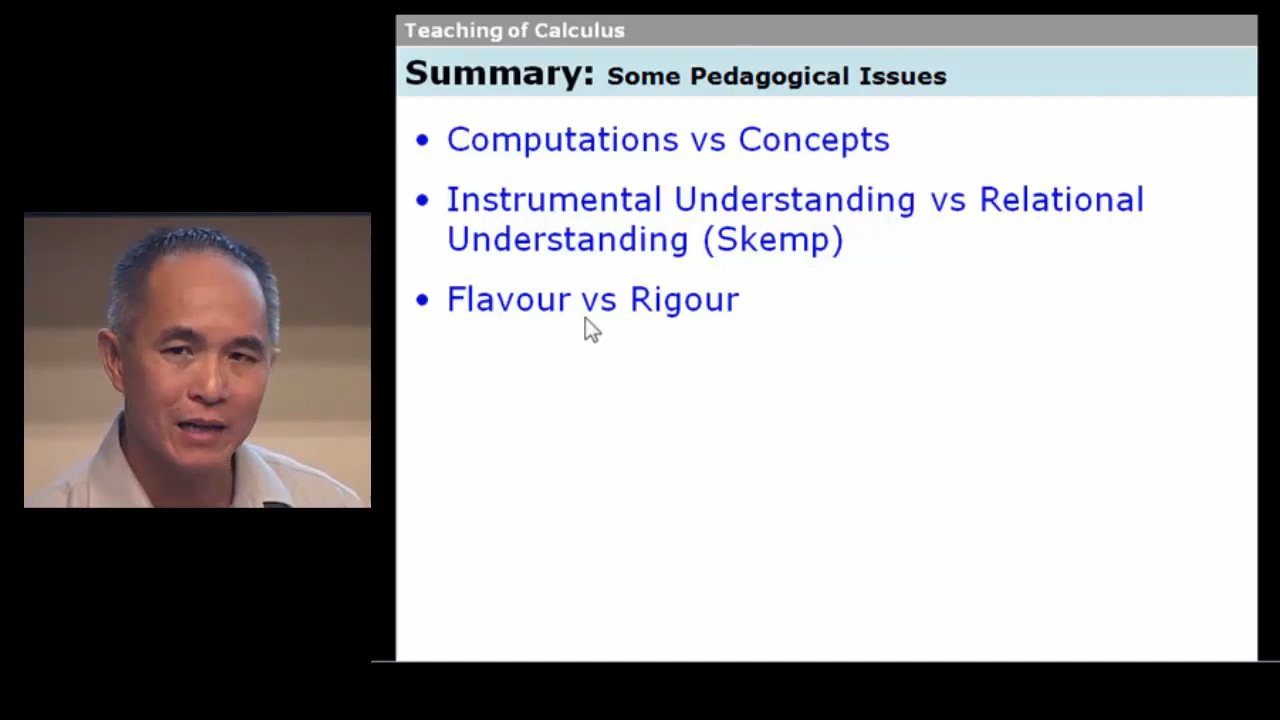 Teaching of Calculus
Summary: Some Pedagogical Issues
• Computations vs Concepts
• Instrumental Understanding vs Relational
Understanding (Skemp)
• Flavour vs Rigour